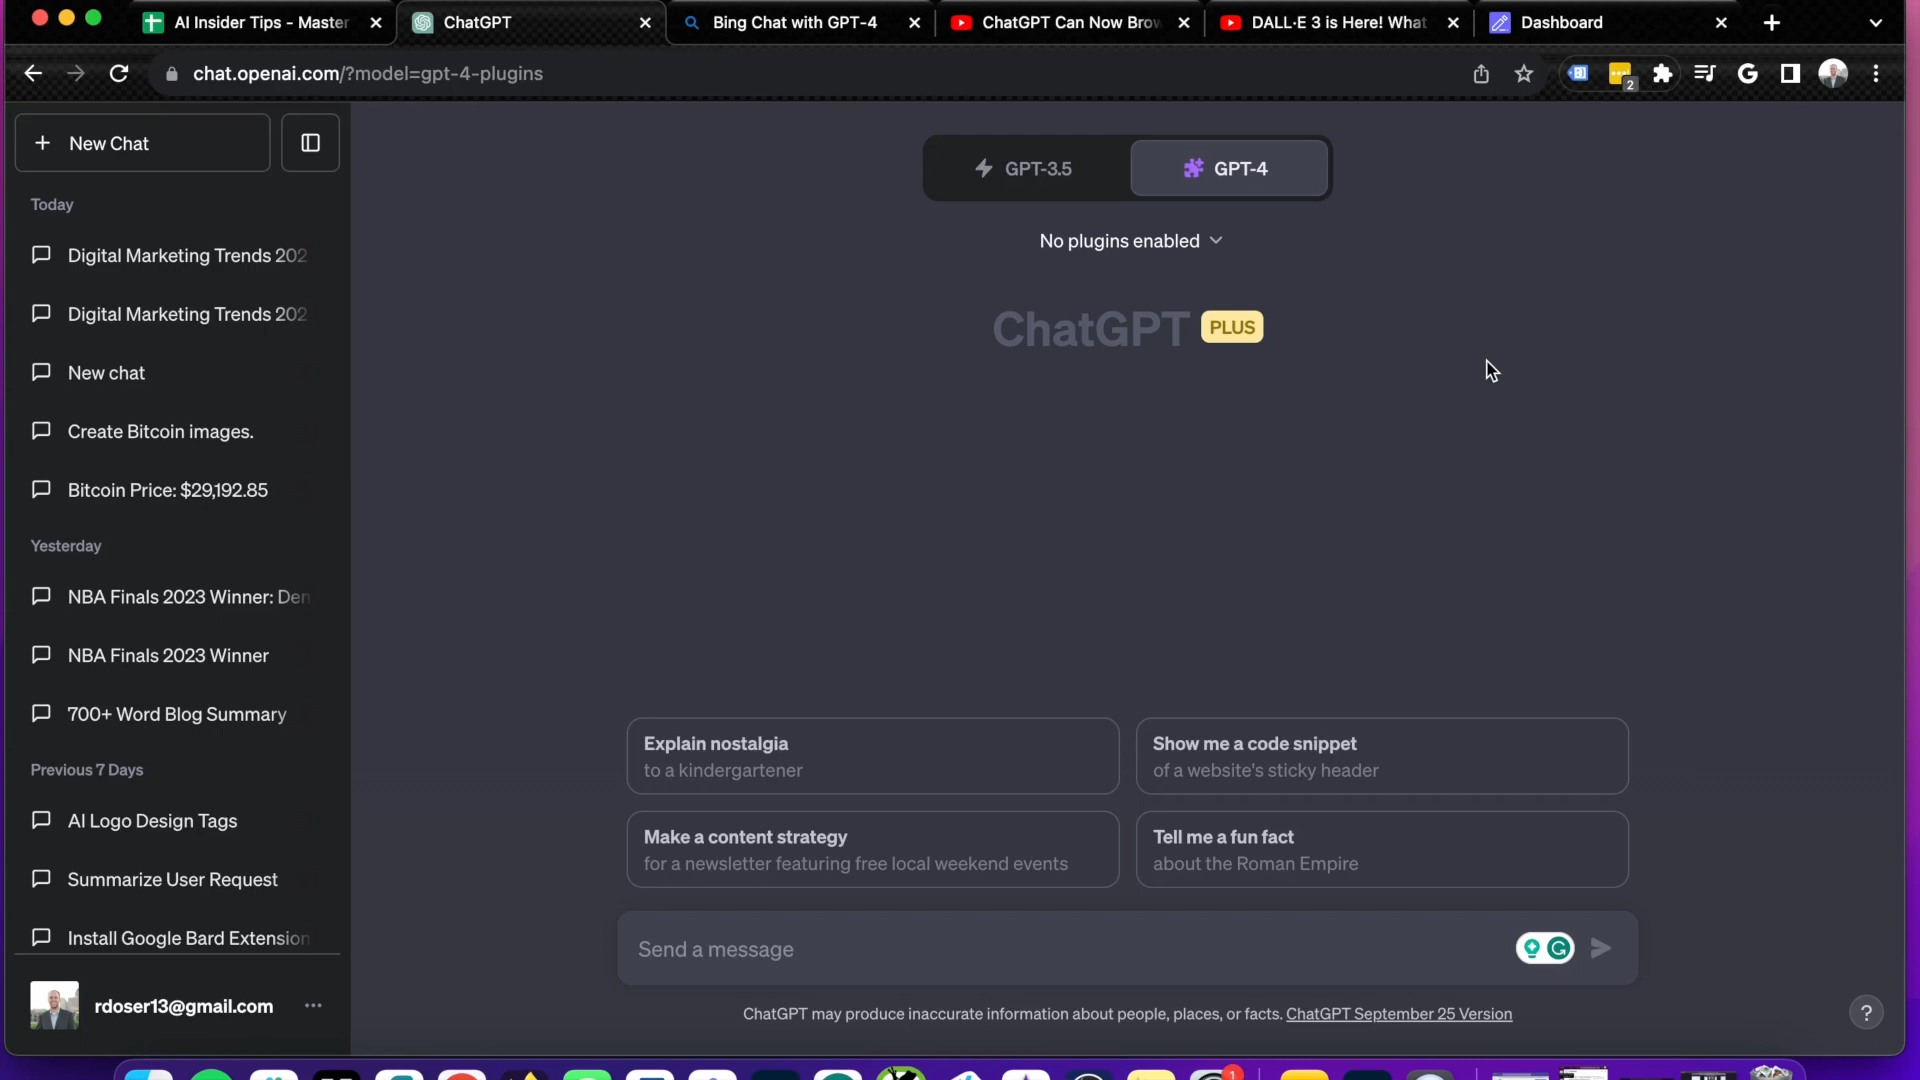 AI Insider Tips - Master
ChatGPT
Bing Chat with GPT-4
ChatGPT Can Now Brow
DALL·E 3 is Here! What
Dashboard
chat.openai.com/?model=gpt-4-plugins
2
New Chat
Today
Digital Marketing Trends 202
Digital Marketing Trends 202
New chat
Create Bitcoin images.
Bitcoin Price: $29,192.85
Yesterday
NBA Finals 2023 Winner: Den
NBA Finals 2023 Winner
700+ Word Blog Summary
Previous 7 Days
AI Logo Design Tags
Summarize User Request
Install Google Bard Extension
rdoser13@gmail.com
GPT-3.5
GPT-4
No plugins enabled
ChatGPT PLUS
Explain nostalgia
to a kindergartener
Show me a code snippet
of a website's sticky header
Make a content strategy
for a newsletter featuring free local weekend events
Tell me a fun fact
about the Roman Empire
Send a message
ChatGPT may produce inaccurate information about people, places, or facts. ChatGPT September 25 Version
?
1